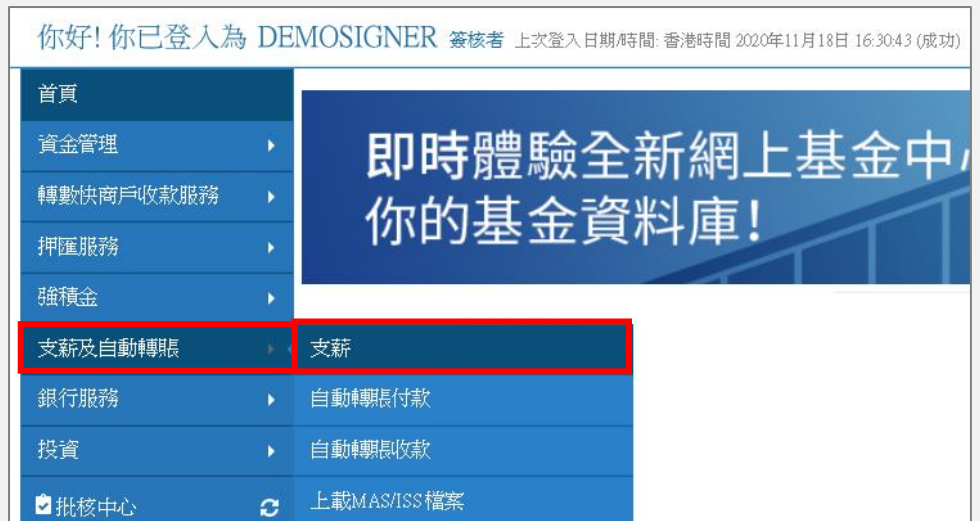 你好! 你已登入為 DEMOSIGNER 簽核者 上次登入日期/時間: 香港時間 2020年11月18日 16:30:43 (成功)
首頁
資金管理
轉數快商戶收款服務
押匯服務
強積金
支薪及自動轉賬
銀行服務
投資
批核中心
即時體驗全新網上基金中
你的基金資料庫!
支薪
自動轉賬付款
自動轉賬收款
上載MAS/ISS檔案